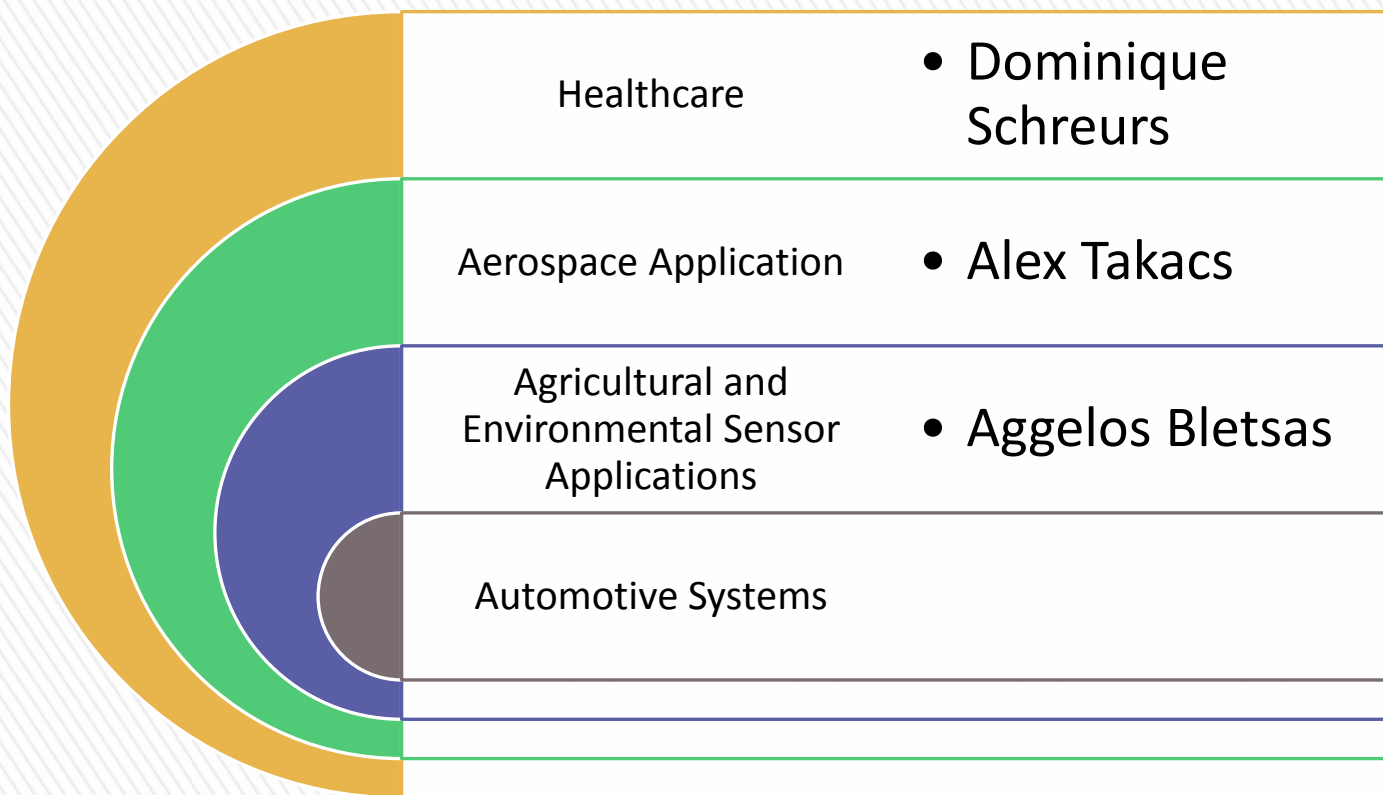 Healthcare
• Dominique
Schreurs
Aerospace Application
• Alex Takacs
Agricultural and
Environmental Sensor
Applications
• Aggelos Bletsas
Automotive Systems